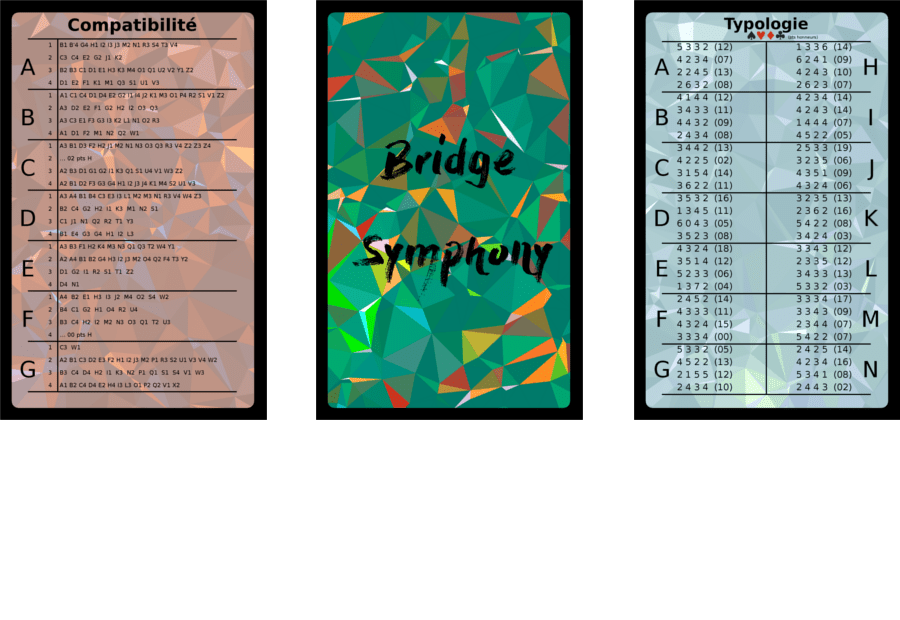 Compatibilité
A
1 B1 B'4 G4 H1 I2 I3 J3 M2 N1 R3 S4 T3 V4
2 C3 C4 E2 G2 J1 K2
3 B2 B3 C1 D1 E1 H3 K3 M4 O1 Q1 U2 V2 Y1 Z2
4 D1 E2 F1 K1 M1 Q3 S1 U1 V3
B
1 A1 C1 C4 D1 D4 E2 G2 I1 I4 J2 K1 M3 O1 P4 R2 S1 V1 Z2
2 A3 D2 E2 F1 G2 H2 I2 O3 Q3
3 A3 C3 E1 F3 G3 I3 K2 L1 N1 O2 R3
4 A1 D1 F2 M1 N2 Q2 W1
C
1 A3 B1 D3 F2 H2 J1 M2 N1 N3 O3 Q3 R3 V4 Z2 Z3 Z4
2 ... 02 pts H
3 A2 B3 D1 G1 G2 I1 K3 Q1 S1 U4 V1 W3 Z2
4 A2 B1 D2 F3 G3 G4 H1 I2 J3 J4 K1 M4 S2 U1 V3
D
1 A3 A4 B1 B4 C3 E3 I3 L1 M2 M3 N1 R3 V4 W4 Z3
2 B2 C4 G2 H2 I1 K3 M1 N2 S1
3 C1 J1 N3 Q2 R2 T1 Y3
4 B1 E4 G3 G4 H1 I2 L3
E
1 A3 B3 F1 H2 K4 M3 N3 Q1 Q3 T2 W4 Y1
2 A2 A4 B1 B2 G4 H3 I2 J3 M2 O4 Q2 F4 T3 Y2
3 D1 G2 I1 R2 S1 T1 Z2
4 D4 N1
F
1 A4 B2 E1 H3 I3 J2 M4 O2 S4 W2
2 B4 C1 G2 H1 O4 R2 U4
3 B3 C4 H2 I2 M2 N3 O3 Q1 T2 U3
4 ... 00 pts H
G
1 C3 W1
2 A2 B1 C3 D2 E3 F2 H1 I2 J3 M2 P1 R3 S2 U1 V3 V4 W2
3 B3 C4 D4 H2 I1 K3 N2 P1 Q1 S1 S4 V1 W3
4 A1 B2 C4 D4 E2 H4 I3 L3 O1 P2 Q2 V1 X2
Bridge
Symphony
Typologie
♠♥♦♣ (pts honneurs)
A H
5 3 3 2 (12) 1 3 3 6 (14)
4 2 3 4 (07) 6 2 4 1 (09)
2 2 4 5 (13) 4 2 4 3 (10)
2 6 3 2 (08) 2 6 2 3 (07)
B I
4 1 4 4 (12) 4 2 3 4 (14)
3 4 3 3 (11) 4 2 4 3 (14)
4 4 3 2 (09) 1 4 4 4 (07)
2 4 3 4 (08) 4 5 2 2 (05)
C J
3 4 4 2 (13) 2 5 3 3 (19)
4 2 2 5 (02) 3 2 3 5 (06)
3 1 5 4 (14) 4 3 5 1 (09)
3 6 2 2 (11) 4 3 2 4 (06)
D K
3 5 3 2 (16) 3 2 3 5 (13)
1 3 4 5 (11) 2 3 6 2 (16)
6 0 4 3 (05) 5 4 2 2 (08)
3 5 2 3 (08) 3 4 2 4 (03)
E L
4 3 2 4 (18) 3 3 4 3 (12)
3 5 1 4 (12) 2 3 3 5 (12)
5 2 3 3 (06) 3 4 3 3 (13)
1 3 7 2 (04) 5 3 3 2 (03)
F M
2 4 5 2 (14) 3 3 3 4 (17)
4 3 3 3 (11) 3 3 4 3 (09)
4 3 2 4 (15) 2 3 4 4 (07)
3 3 3 4 (00) 5 4 2 2 (07)
G N
5 3 3 2 (05) 2 4 2 5 (14)
4 5 2 2 (13) 4 2 3 4 (16)
2 1 5 5 (12) 5 3 4 1 (08)
2 4 3 4 (10) 2 4 4 3 (02)